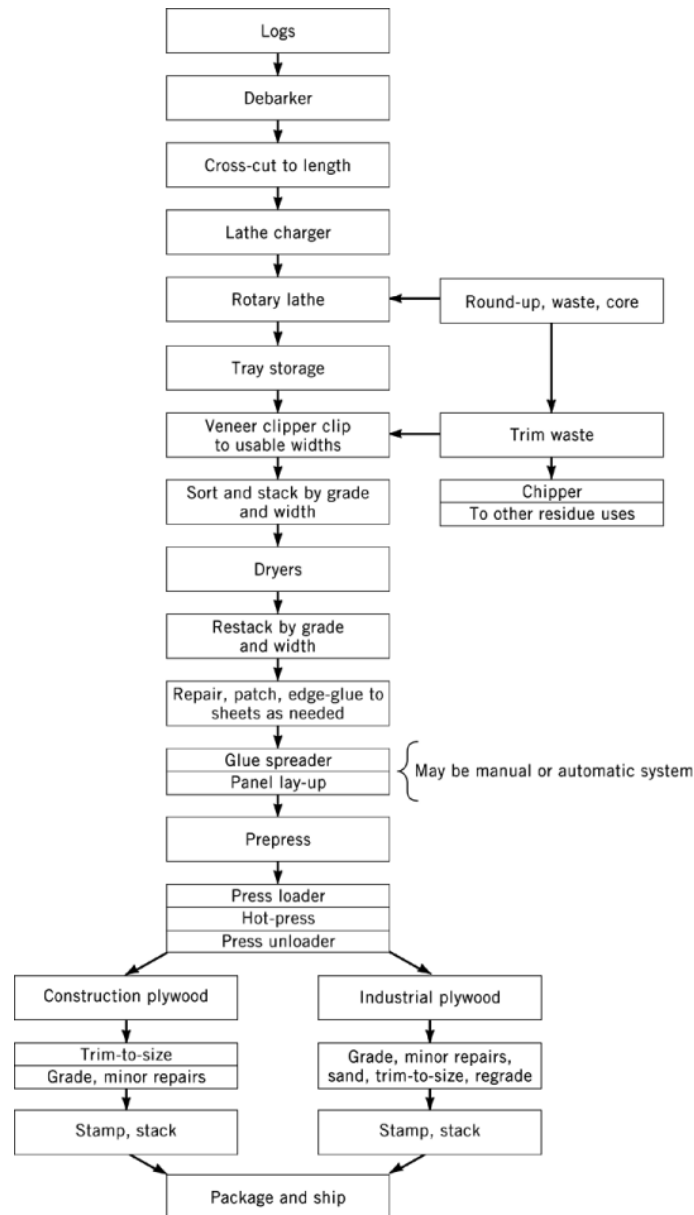 Logs
Debarker
Cross-cut to length
Lathe charger
Rotary lathe
Round-up, waste, core
Tray storage
Veneer clipper clip
to usable widths
Trim waste
Sort and stack by grade
and width
Chipper
To other residue uses
Dryers
Restack by grade
and width
Repair, patch, edge-glue to
sheets as needed
Glue spreader
Panel lay-up
May be manual or automatic system
Prepress
Press loader
Hot-press
Press unloader
Construction plywood
Industrial plywood
Trim-to-size
Grade, minor repairs
Grade, minor repairs,
sand, trim-to-size, regrade
Stamp, stack
Stamp, stack
Package and ship